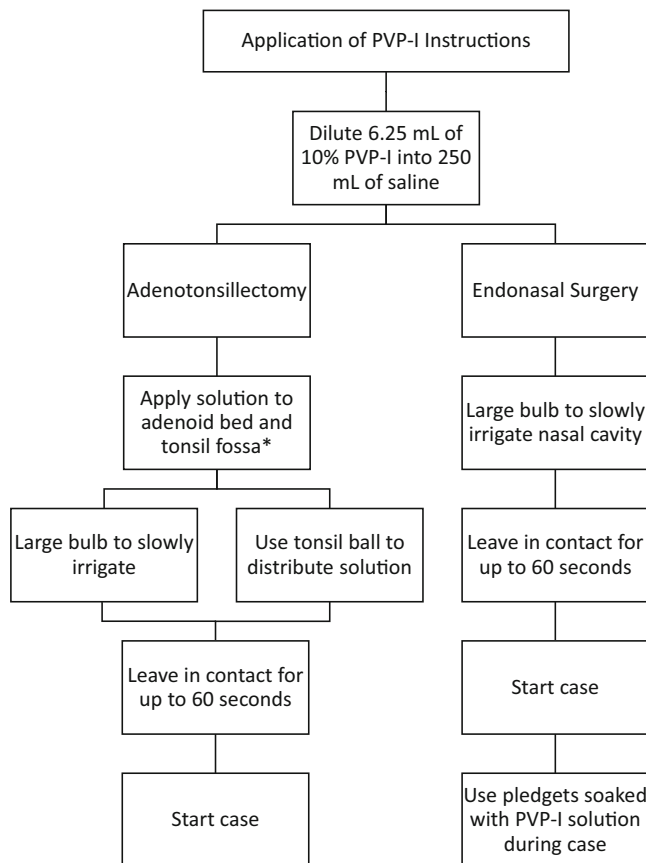 Application of PVP-I Instructions
Dilute 6.25 mL of
10% PVP-I into 250
mL of saline
Adenotonsillectomy
Apply solution to
adenoid bed and
tonsil fossa*
Large bulb to slowly
irrigate
Use tonsil ball to
distribute solution
Leave in contact for
up to 60 seconds
Start case
Endonasal Surgery
Large bulb to slowly
irrigate nasal cavity
Leave in contact for
up to 60 seconds
Start case
Use pledgets soaked
with PVP-I solution
during case